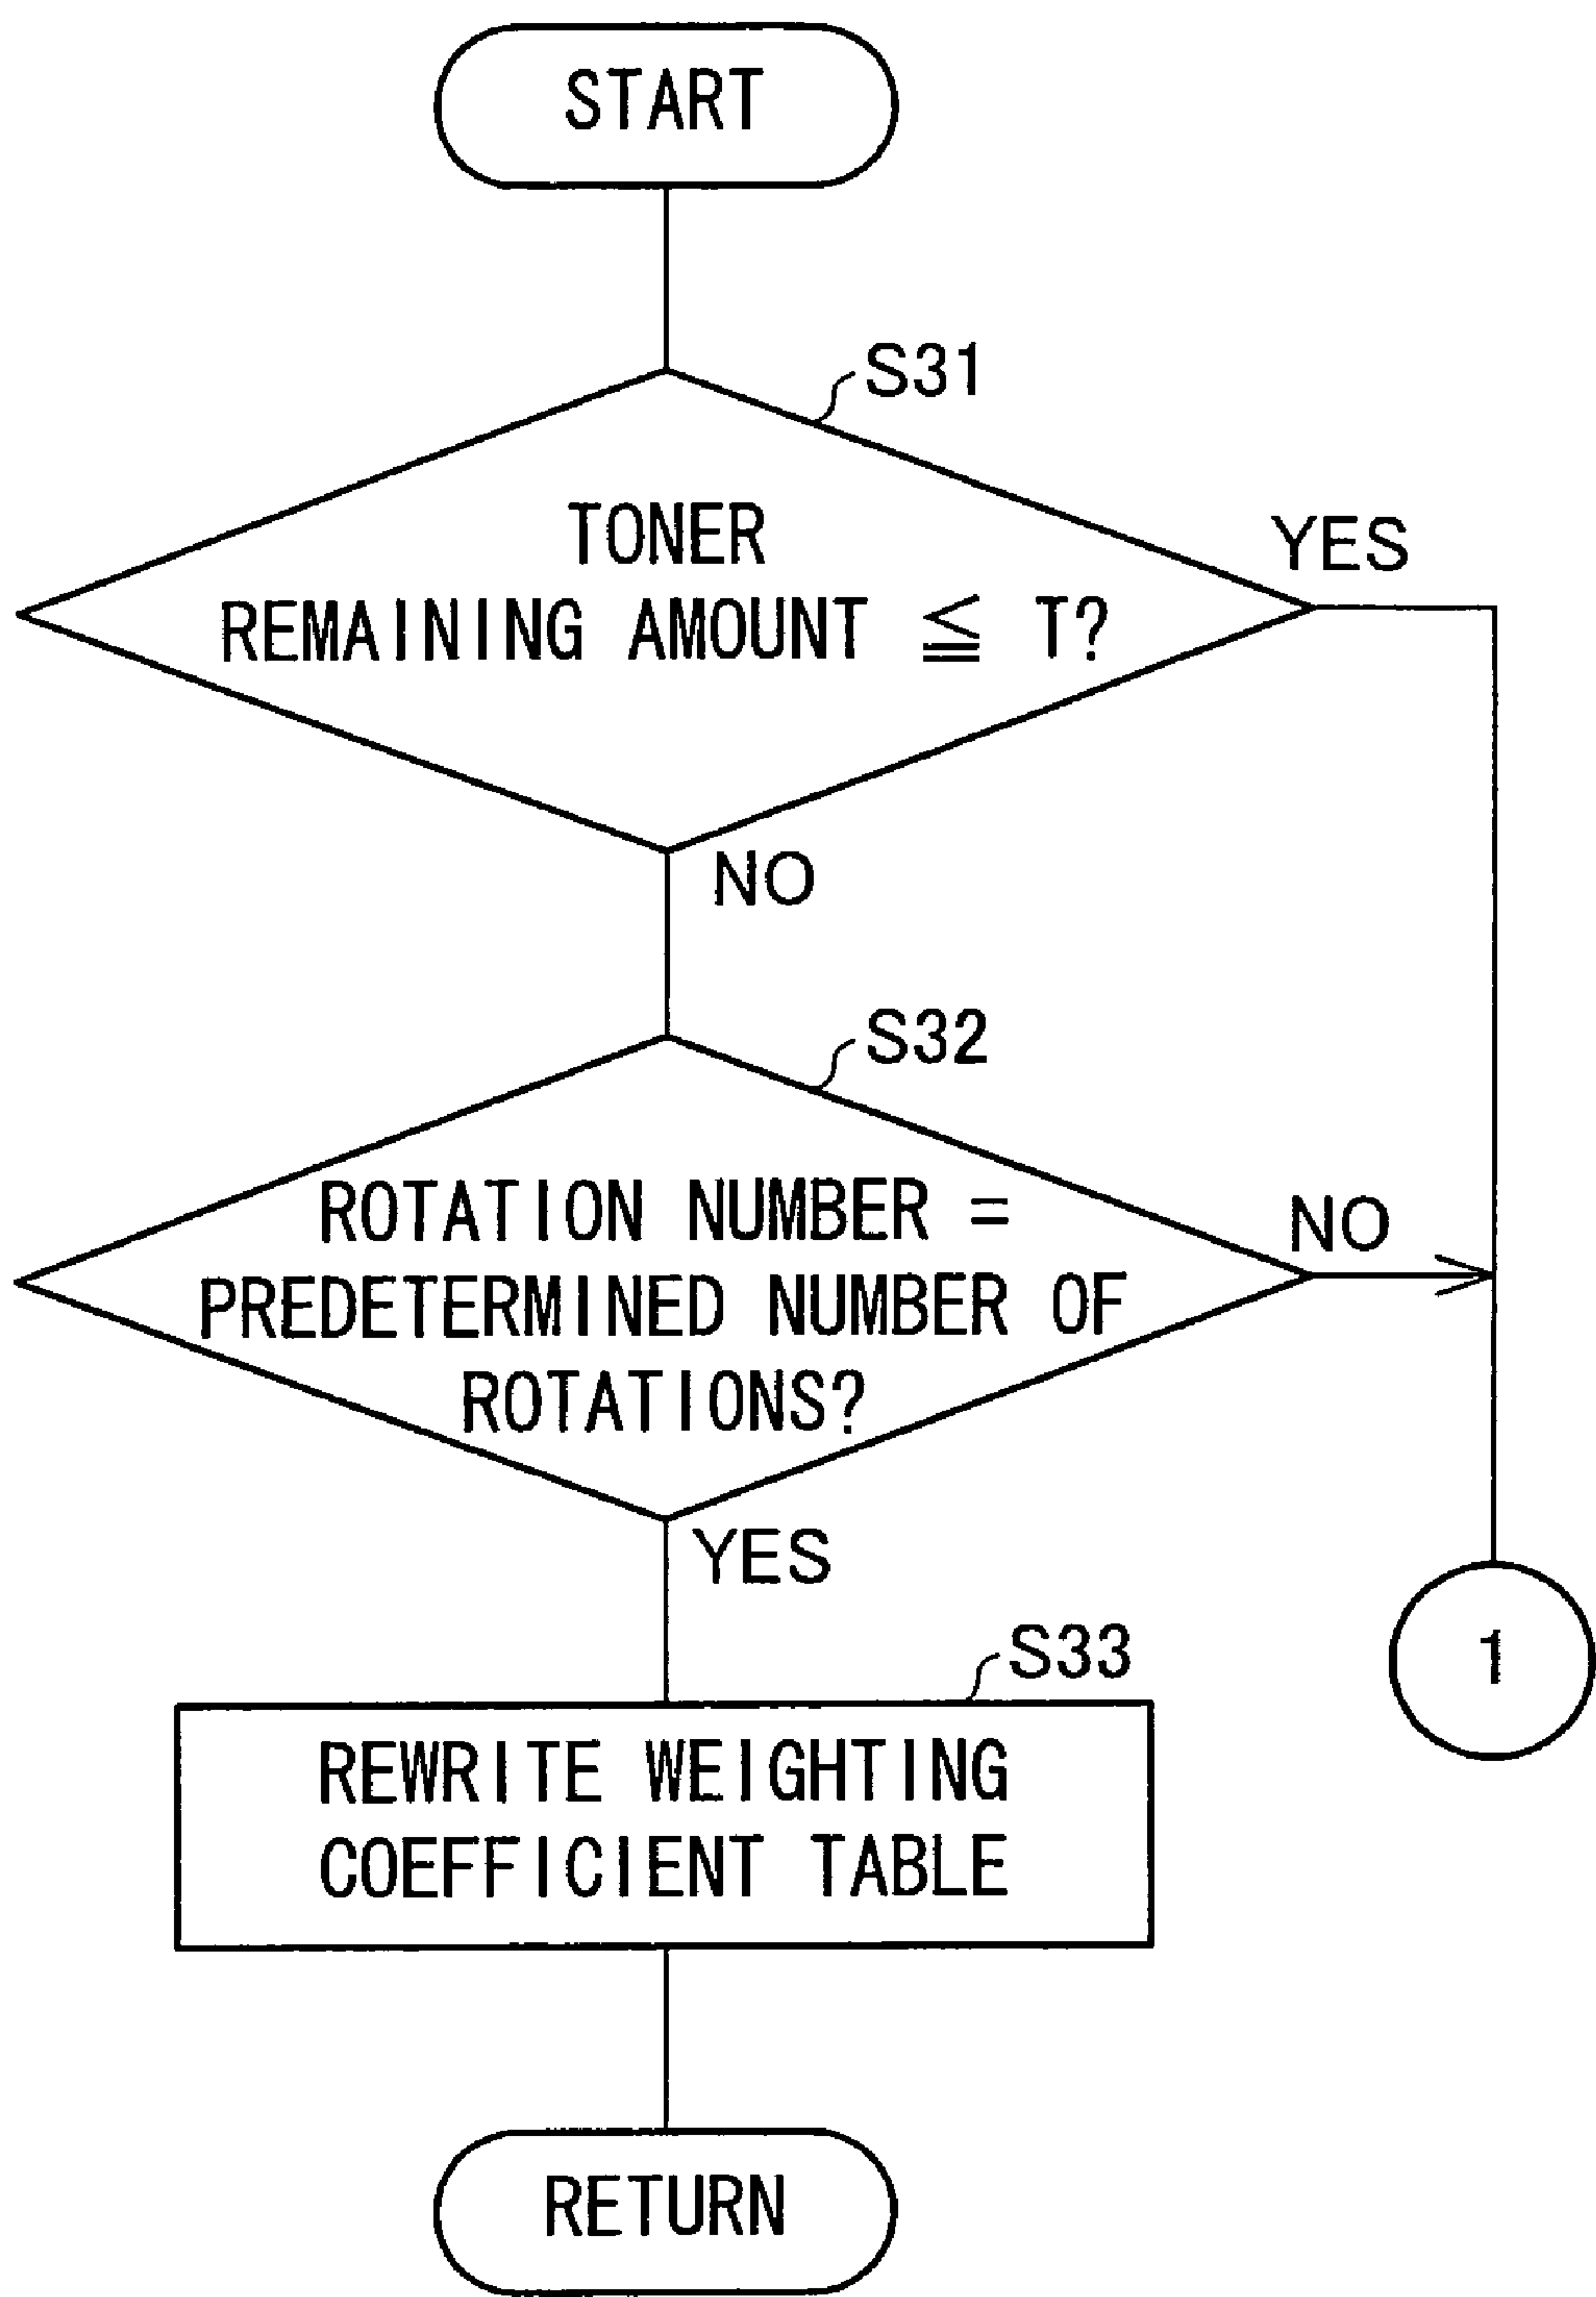 START
S31
TONER
REMAINING AMOUNT ≦ T?
YES
NO
S32
ROTATION NUMBER =
PREDETERMINED NUMBER OF
ROTATIONS?
NO
YES
S33
REWRITE WEIGHTING
COEFFICIENT TABLE
1
RETURN